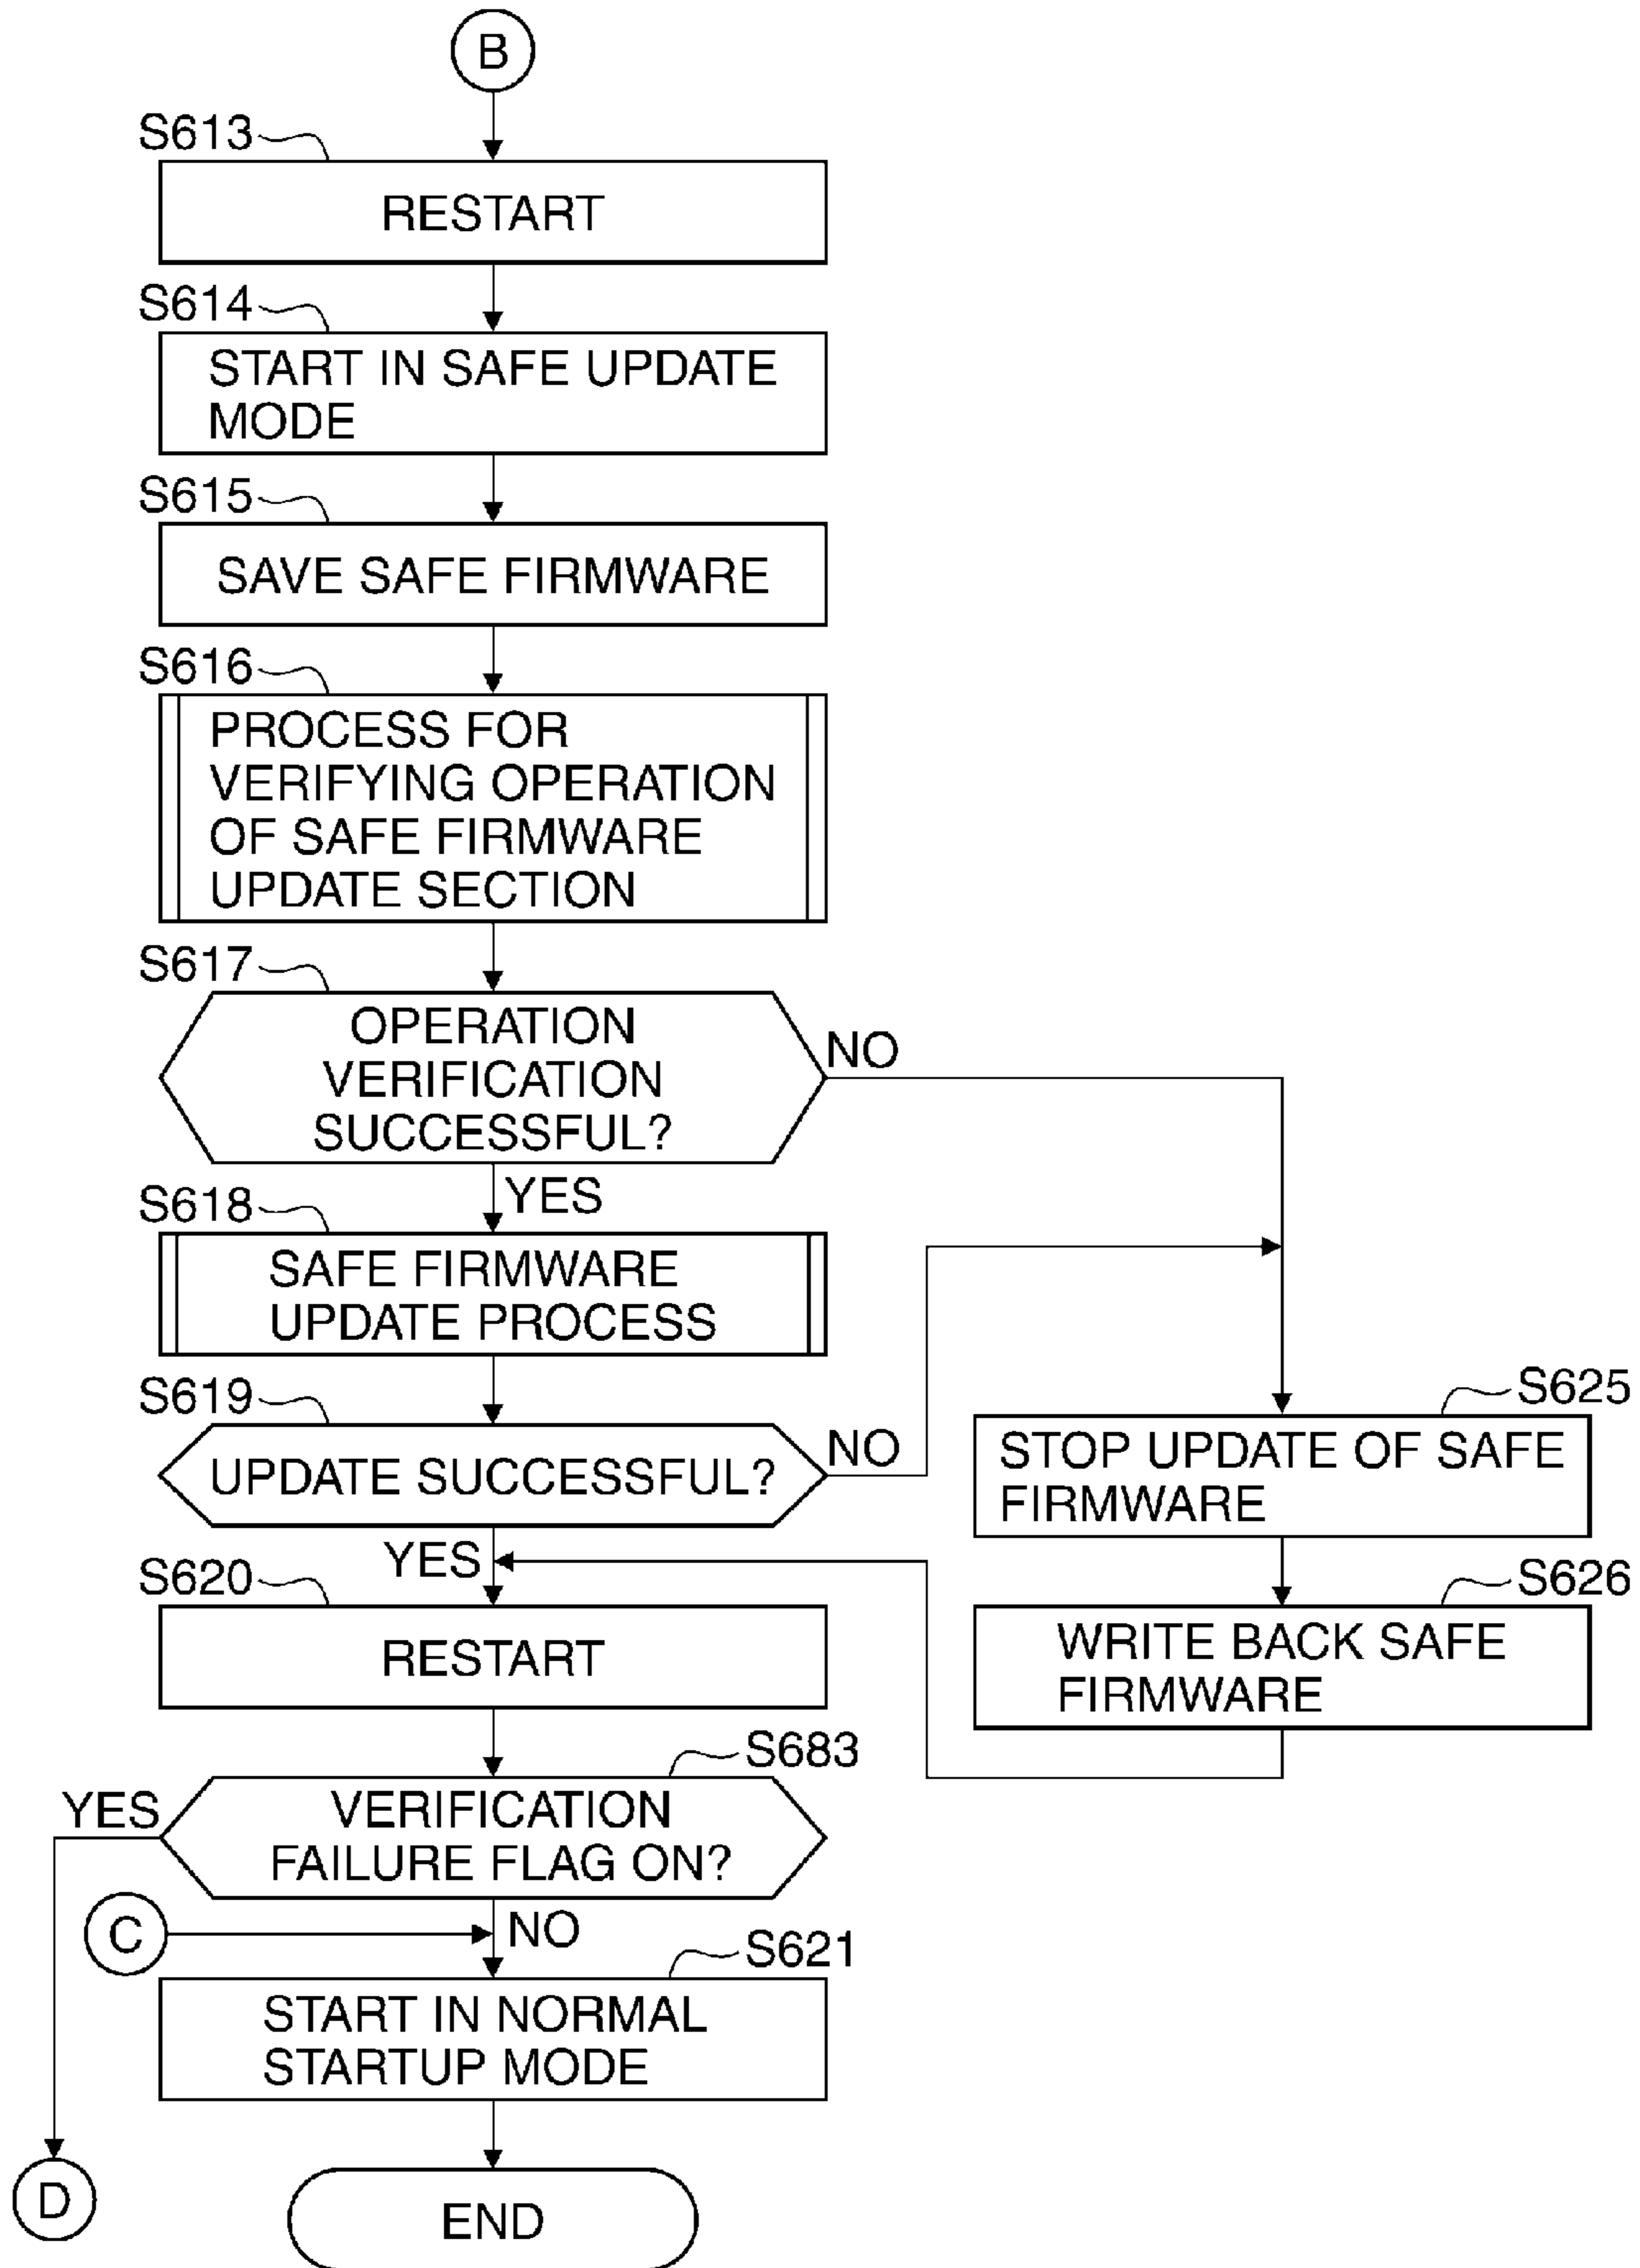 B
S613
RESTART
S614
START IN SAFE UPDATE
MODE
S615
SAVE SAFE FIRMWARE
S616
PROCESS FOR
VERIFYING OPERATION
OF SAFE FIRMWARE
UPDATE SECTION
S617
OPERATION
VERIFICATION
SUCCESSFUL?
NO
YES
S618
SAFE FIRMWARE
UPDATE PROCESS
S619
UPDATE SUCCESSFUL?
NO
S625
STOP UPDATE OF SAFE
FIRMWARE
YES
S620
RESTART
S626
WRITE BACK SAFE
FIRMWARE
S683
YES
VERIFICATION
FAILURE FLAG ON?
C
NO
S621
START IN NORMAL
STARTUP MODE
D
END